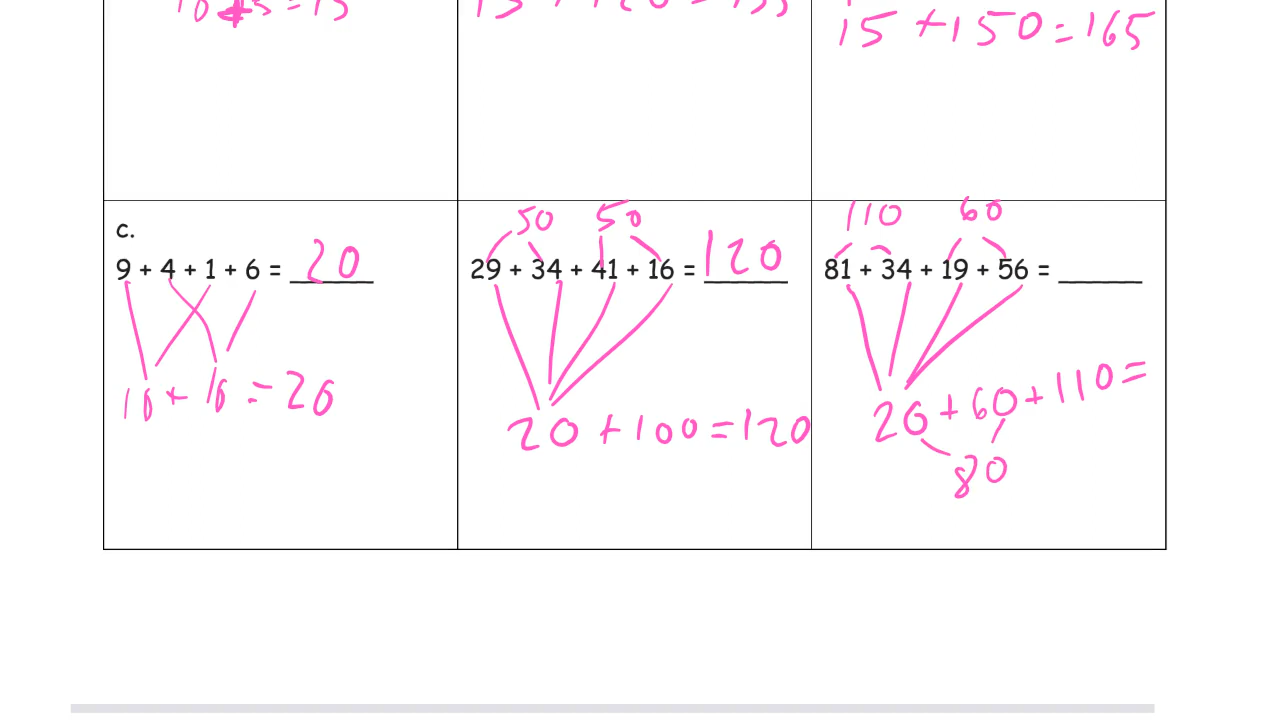 15 + 150 = 165
c.
9 + 4 + 1 + 6 = 20
10 + 10 = 20
50 50
29 + 34 + 41 + 16 = 120
20 + 100 = 120
110 60
81 + 34 + 19 + 56 = ______
20 + 60 + 110 =
80